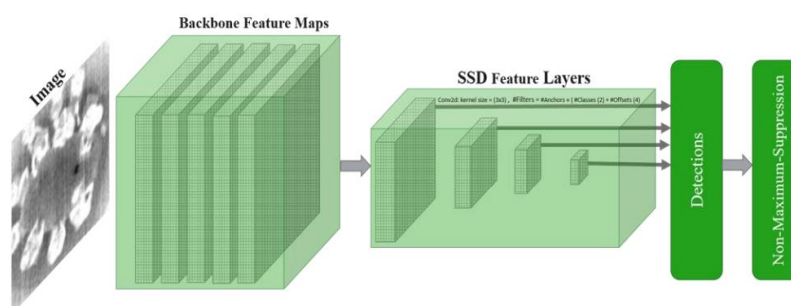 Backbone Feature Maps
Image
SSD Feature Layers
Conv2d: kernel size = (3x3) , #Filters = #Anchors × ( #Classes (2) + #Offsets (4)
Detections
Non-Maximum-Suppression